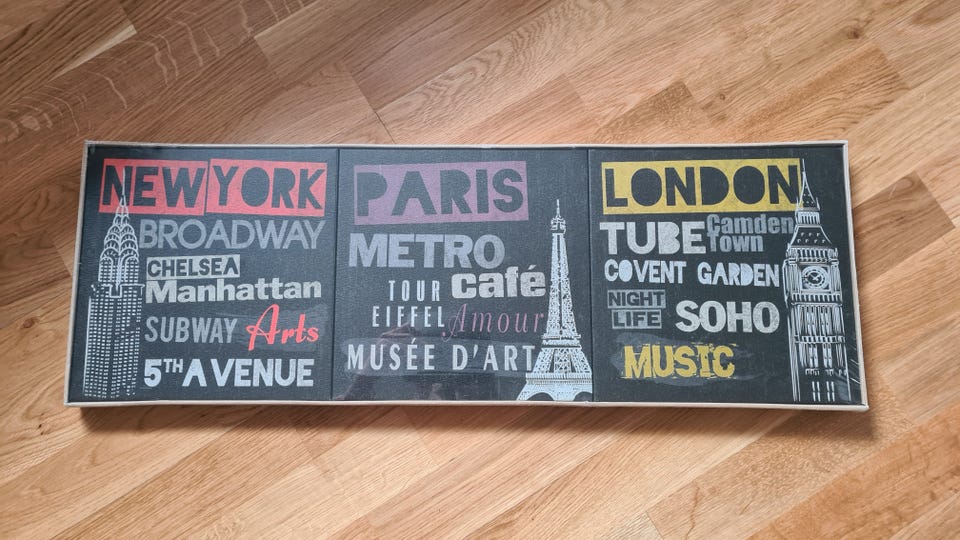 NEW YORK
BROADWAY
CHELSEA
Manhattan
SUBWAY Arts
5TH AVENUE
PARIS
METRO
TOUR café
EIFFEL Amour
MUSÉE D'ART
LONDON
TUBE Camden
Town
COVENT GARDEN
NIGHT
LIFE SOHO
MUSIC